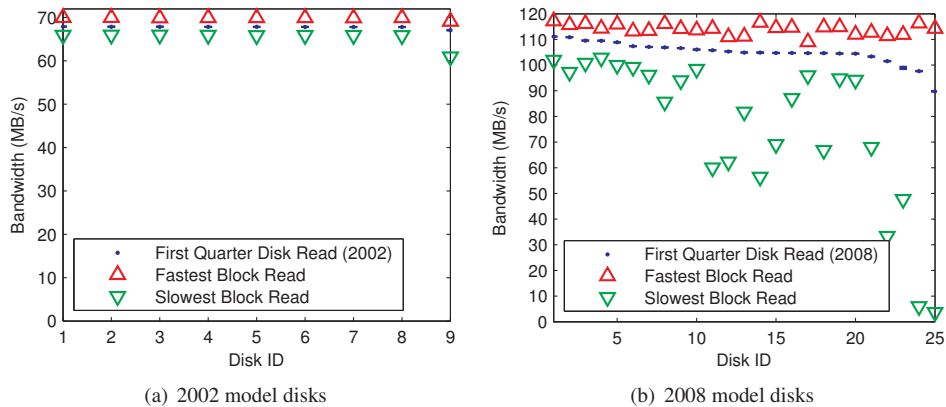 70
60
50
40
30
20
10
0
Bandwidth (MB/s)
First Quarter Disk Read (2002)
Fastest Block Read
Slowest Block Read
1 2 3 4 5 6 7 8 9
Disk ID
(a) 2002 model disks
120
110
100
90
80
70
60
50
40
30
20
10
0
Bandwidth (MB/s)
First Quarter Disk Read (2008)
Fastest Block Read
Slowest Block Read
5 10 15 20 25
Disk ID
(b) 2008 model disks